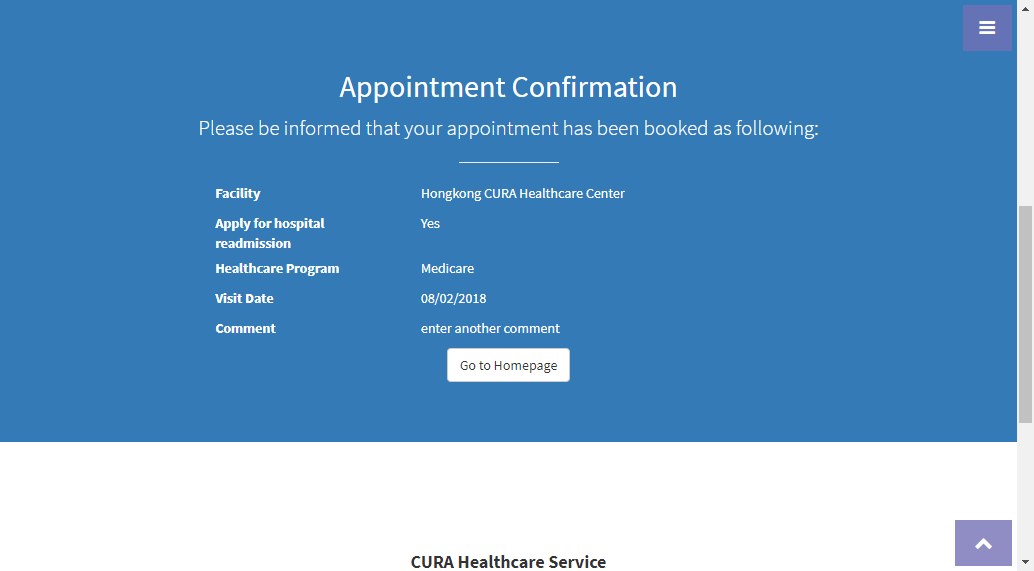 Appointment Confirmation
Please be informed that your appointment has been booked as following:
Facility Hongkong CURA Healthcare Center
Apply for hospital Yes
readmission
Healthcare Program Medicare
Visit Date 08/02/2018
Comment enter another comment
Go to Homepage
CURA Healthcare Service